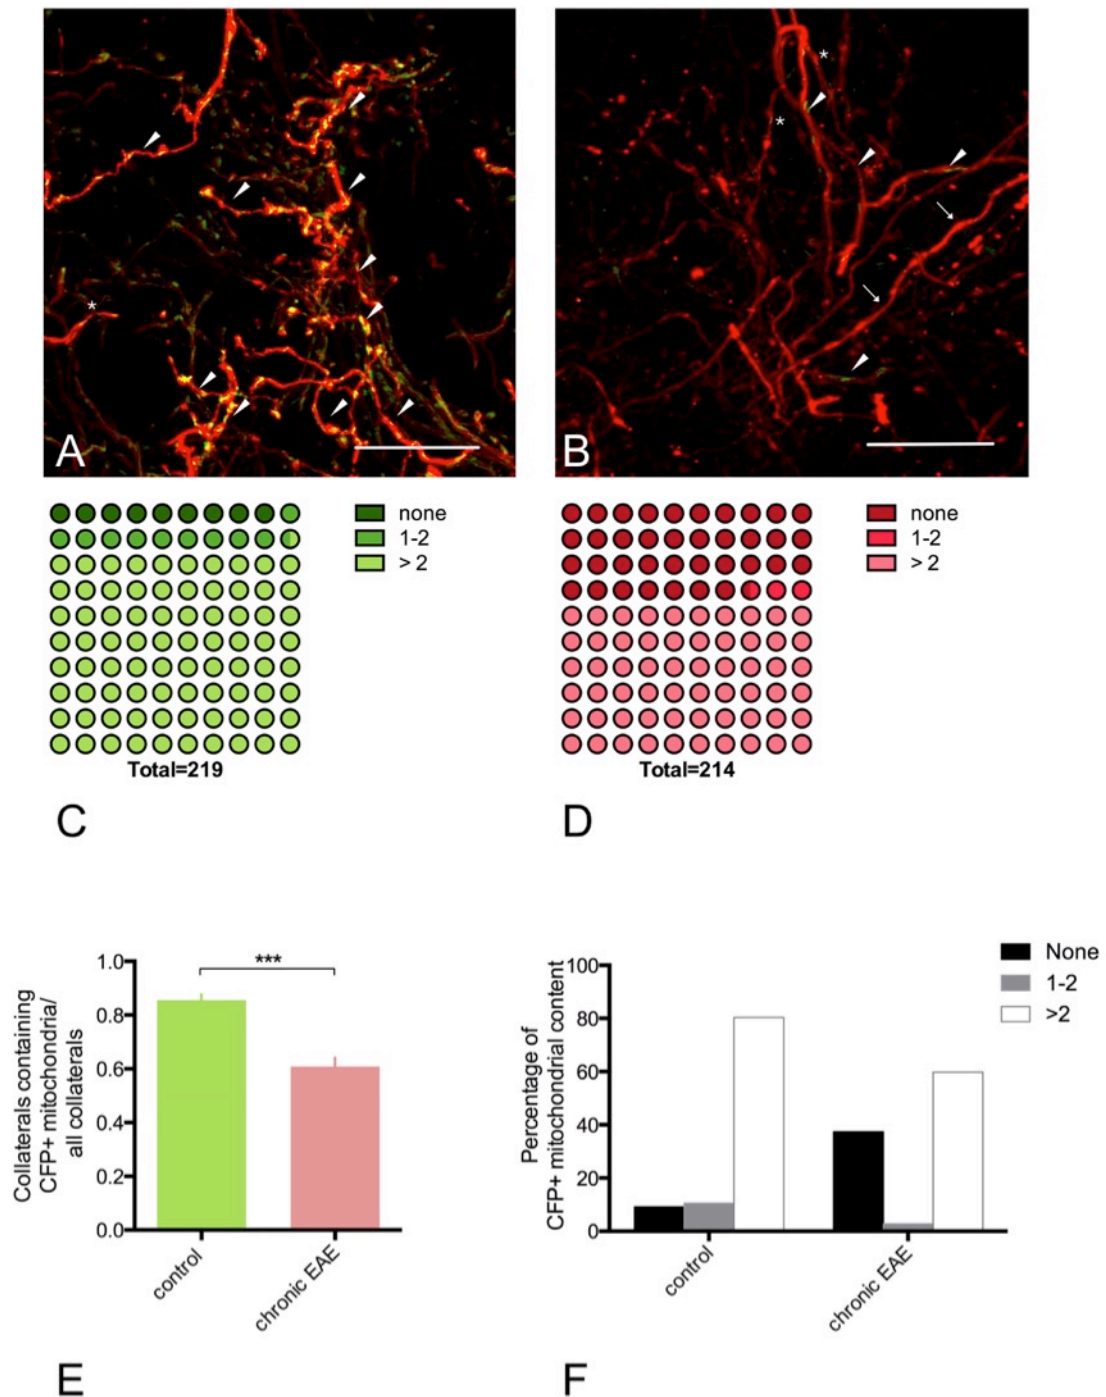 *
A
*
*
B
none
1-2
> 2
Total=219
none
1-2
> 2
Total=214
C
D
Collaterals containing
CFP+ mitochondria/
all collaterals
1.0
0.8
0.6
0.4
0.2
0.0
***
control
chronic EAE
Percentage of
CFP+ mitochondrial content
100
80
60
40
20
0
control
chronic EAE
None
1-2
>2
E
F